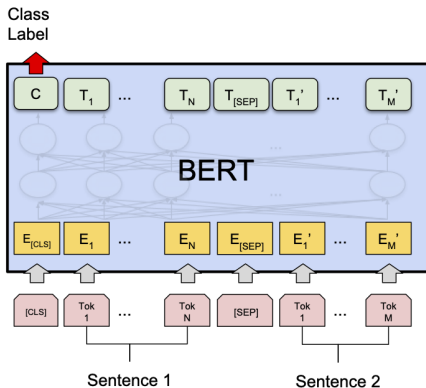 Class
Label
C T1 ... TN T[SEP] T1' ... TM'
...
BERT
E[CLS] E1 ... EN E[SEP] E1' ... EM'
[CLS] Tok 1 ... Tok N [SEP] Tok 1 ... Tok M
Sentence 1 Sentence 2